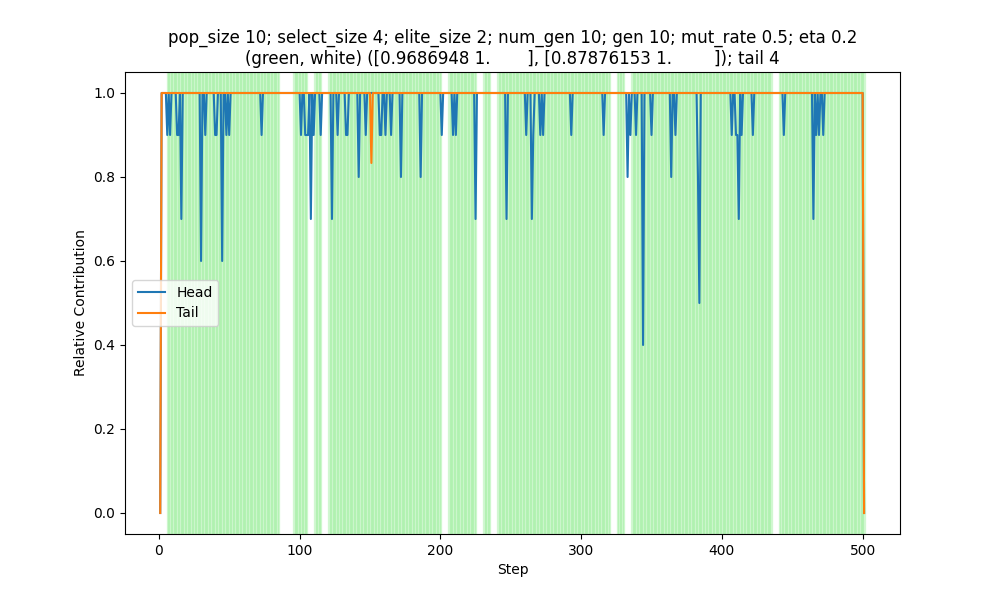 pop_size 10; select_size 4; elite_size 2; num_gen 10; gen 10; mut_rate 0.5; eta 0.2
(green, white) ([0.9686948 1.       ], [0.87876153 1.        ]); tail 4
1.0
0.8
0.6
0.4
0.2
0.0
Relative Contribution
Head
Tail
0
100
200
300
400
500
Step